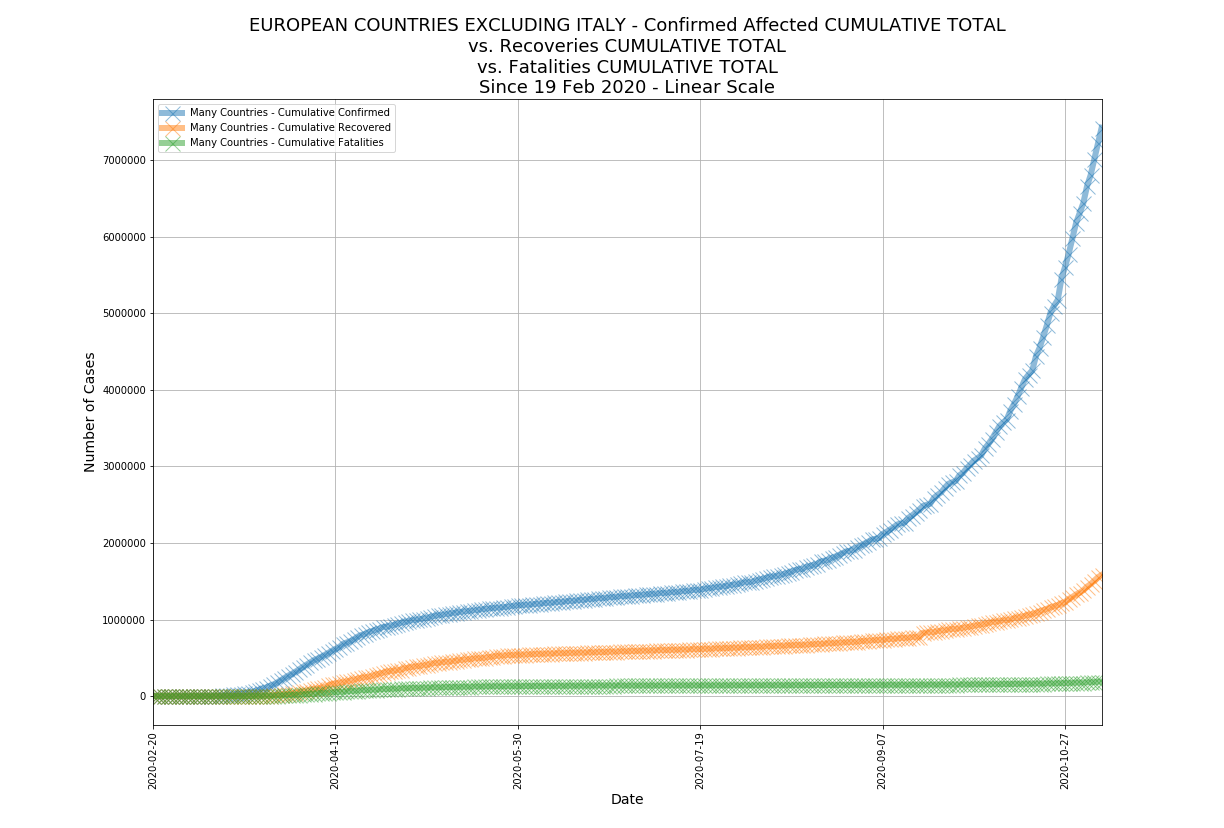 EUROPEAN COUNTRIES EXCLUDING ITALY - Confirmed Affected CUMULATIVE TOTAL
vs. Recoveries CUMULATIVE TOTAL
vs. Fatalities CUMULATIVE TOTAL
Since 19 Feb 2020 - Linear Scale
Many Countries - Cumulative Confirmed
Many Countries - Cumulative Recovered
Many Countries - Cumulative Fatalities
Number of Cases
7000000
6000000
5000000
4000000
3000000
2000000
1000000
0
2020-02-20
2020-04-10
2020-05-30
2020-07-19
2020-09-07
2020-10-27
Date